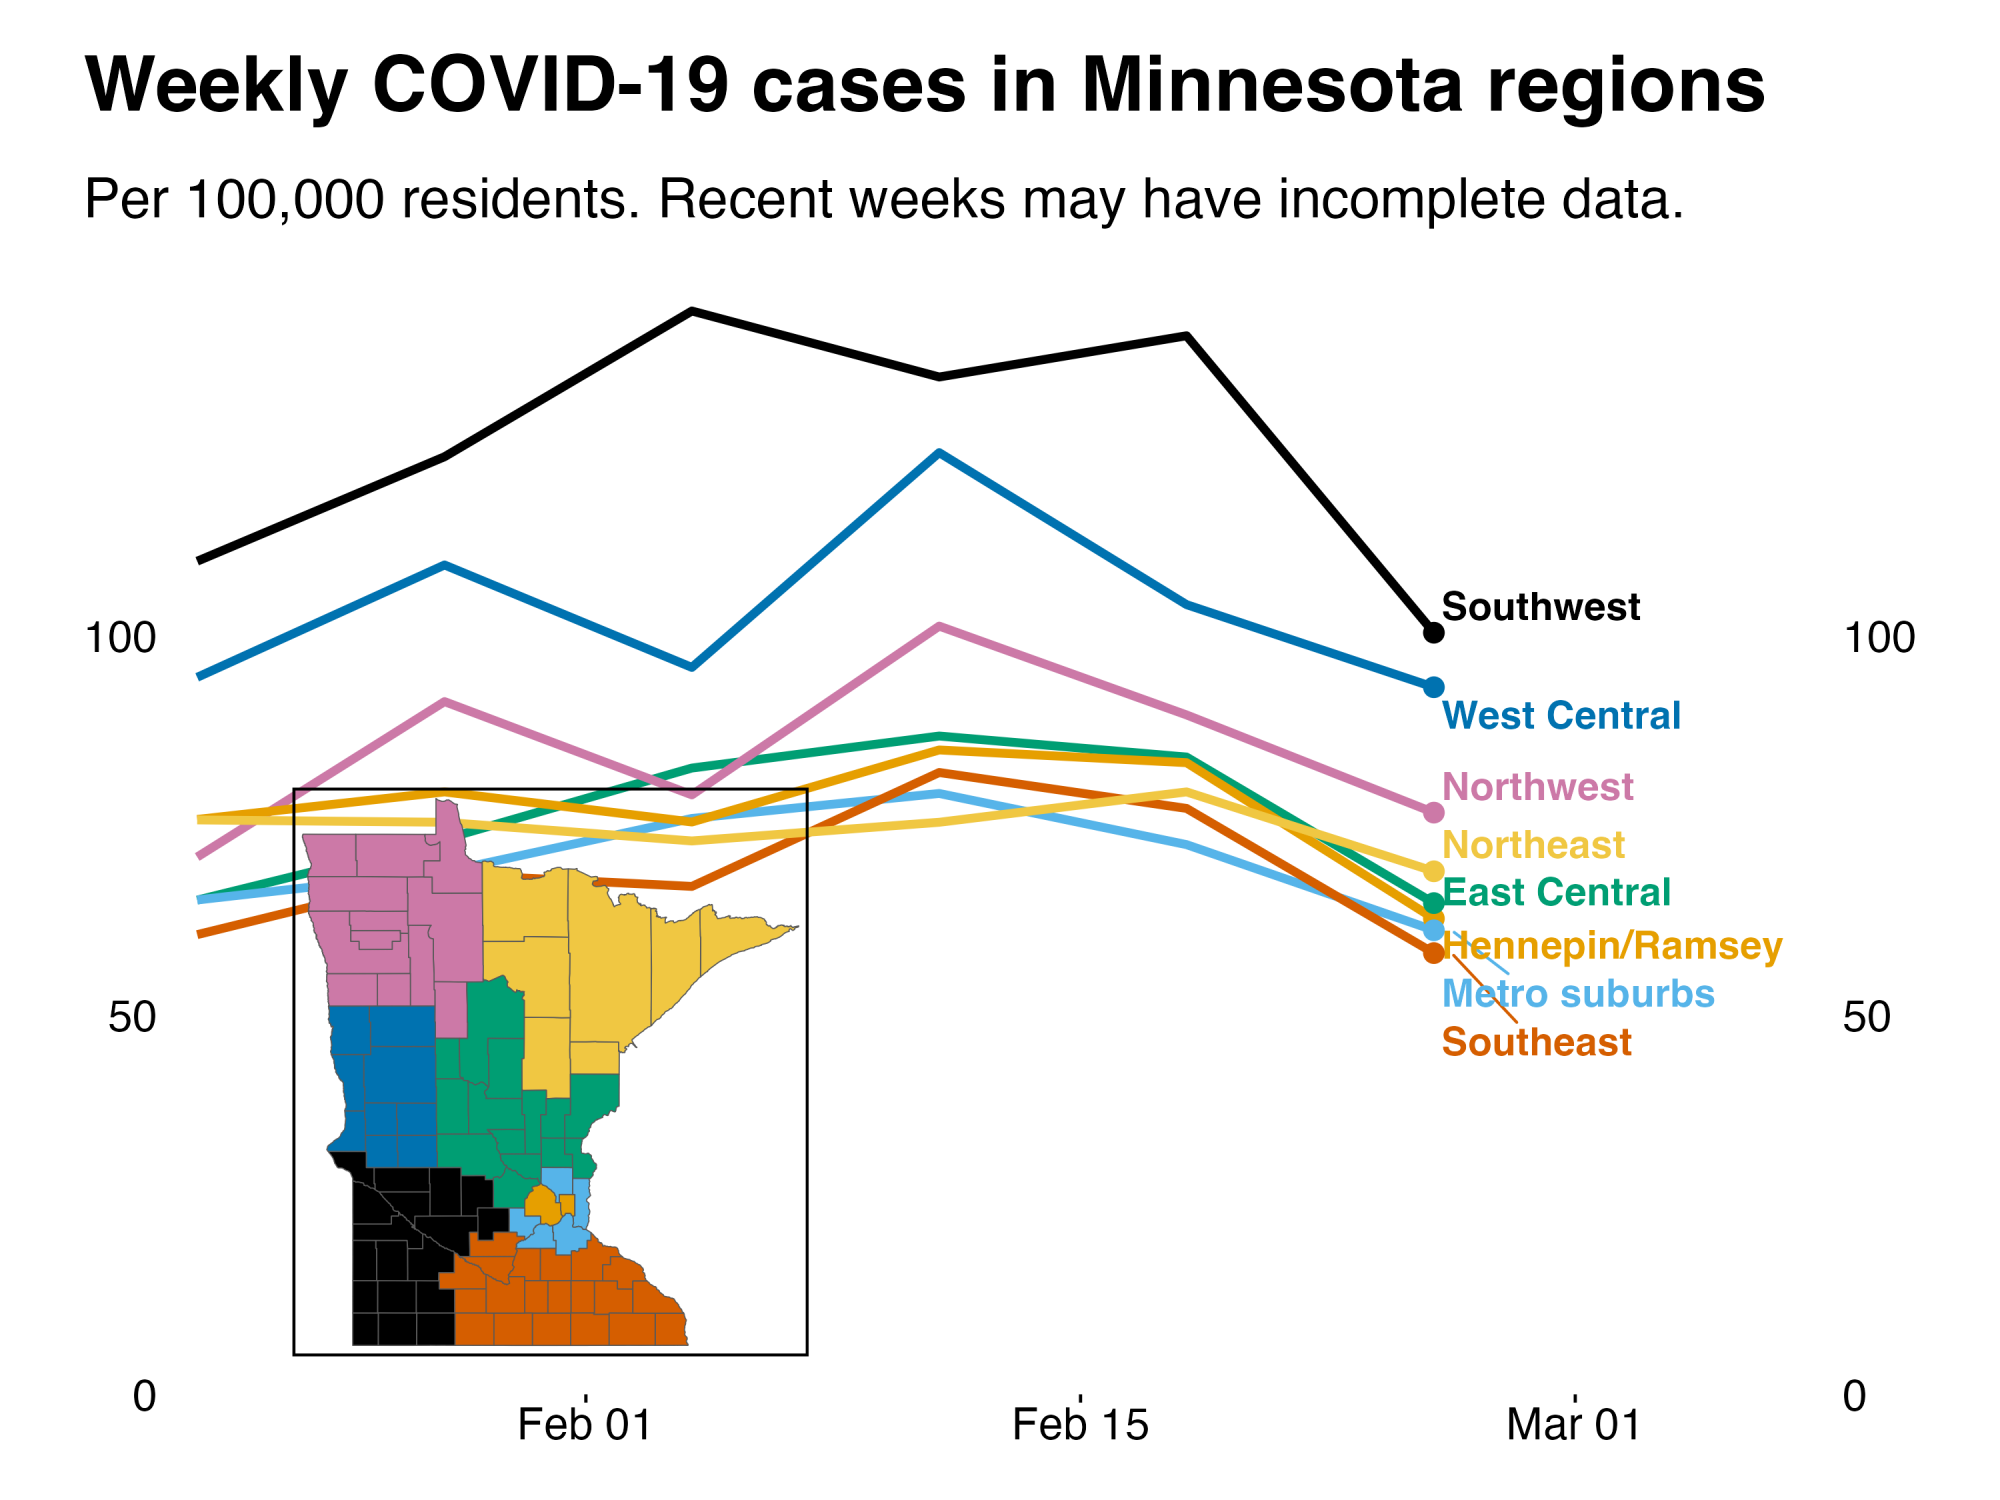 Weekly COVID-19 cases in Minnesota regions
Per 100,000 residents. Recent weeks may have incomplete data.
Southwest
100
100
West Central
Northwest
Northeast
East Central
Hennepin/Ramsey
Metro suburbs
50
50
Southeast
0
0
Feb 01
Feb 15
Mar 01